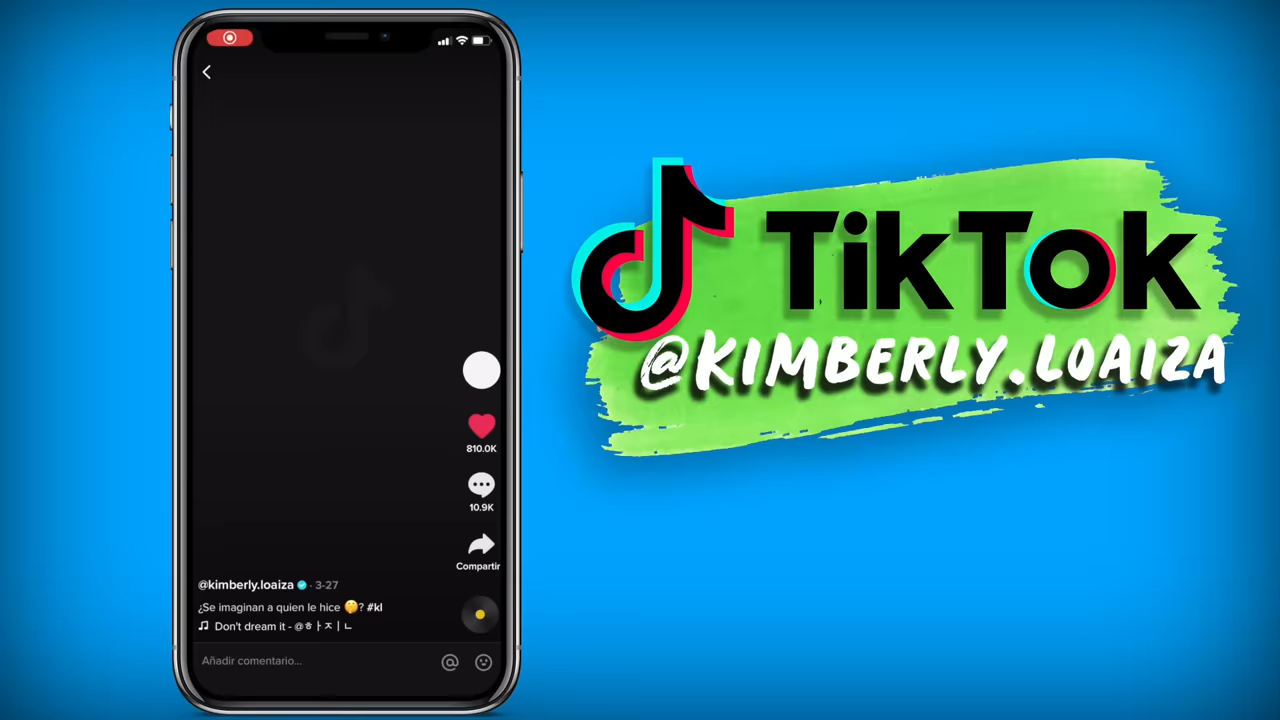 TikTok
@KIMBERLY.LOAIZA
810.0K
10.9K
Compartir
@kimberly.loaiza · 3-27
¿Se imaginan a quien le hice 🤫? #kl
Don't dream it - @ㅎㅏㅈㅣㄴ
Añadir comentario...